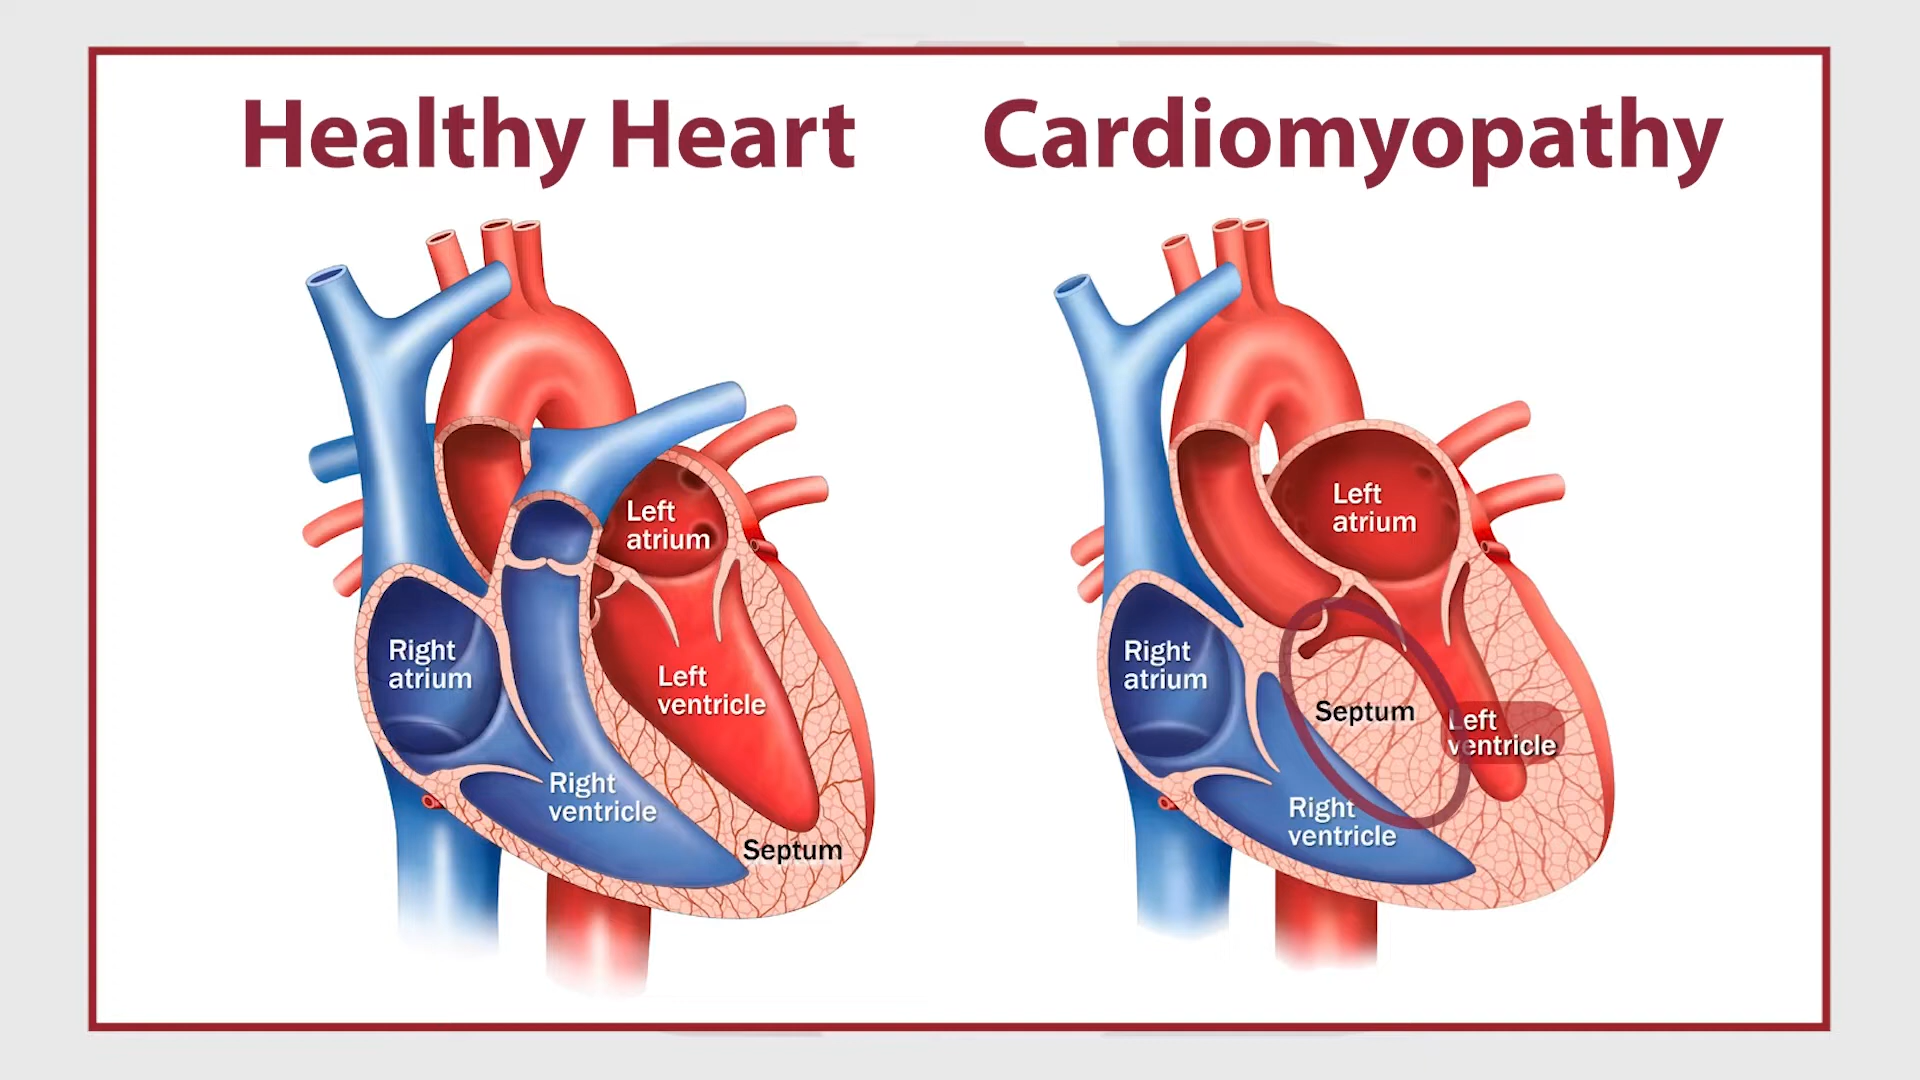 Healthy Heart
Left
atrium
Right
atrium
Left
ventricle
Right
ventricle
Septum
Cardiomyopathy
Left
atrium
Right
atrium
Septum
Left
ventricle
Right
ventricle